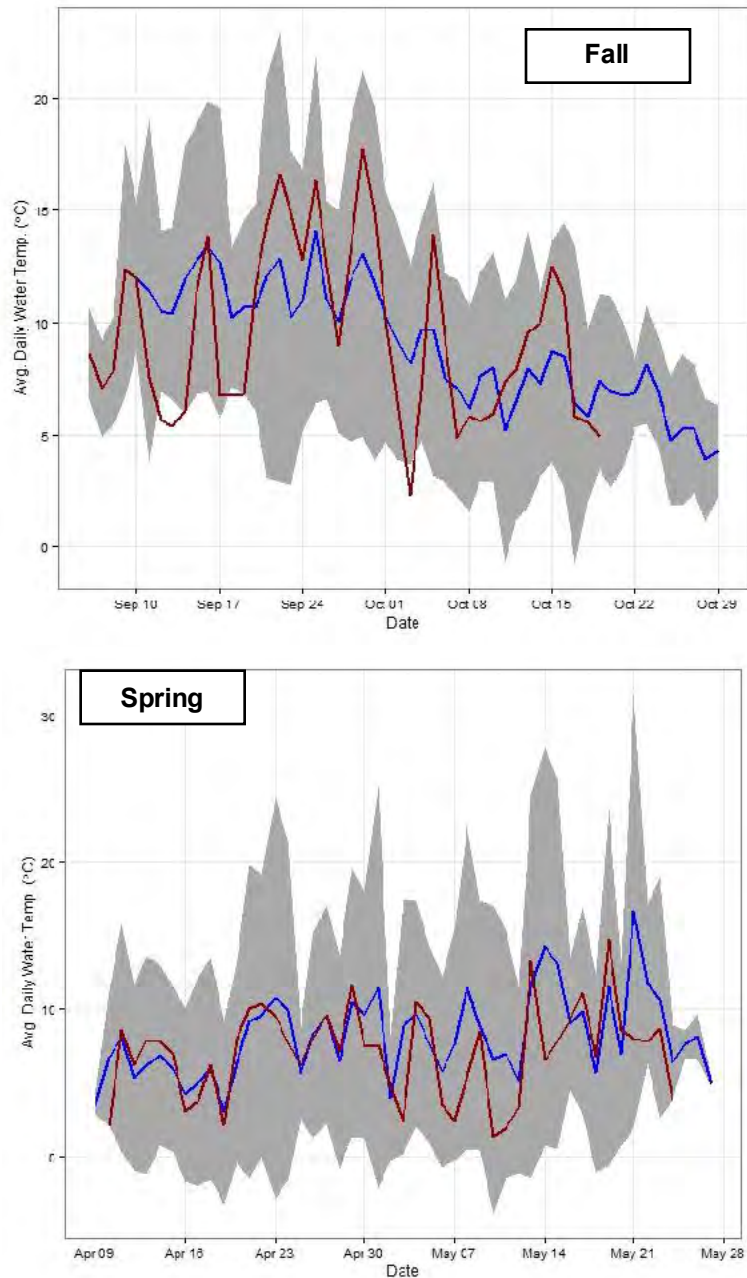 Fall
Avg. Daily Water Temp. (°C)
20
15
10
5
0
Sep 10 Sep 17 Sep 24 Oct 01 Oct 08 Oct 15 Oct 22 Oct 29
Date
Spring
Avg. Daily Water Temp. (°C)
30
20
10
0
Apr 09 Apr 16 Apr 23 Apr 30 May 07 May 14 May 21 May 28
Date